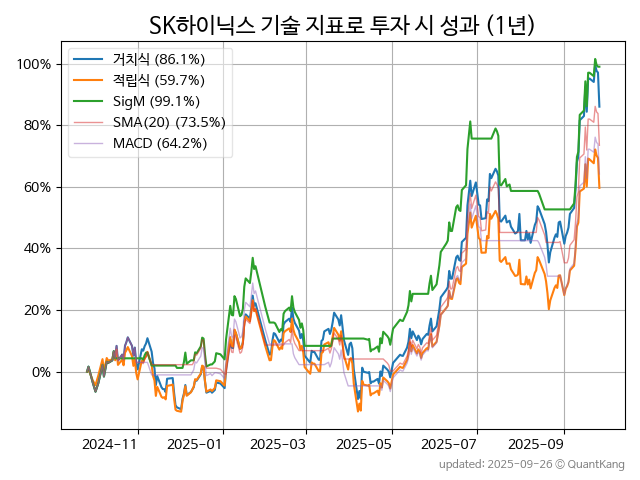 SK하이닉스 기술 지표로 투자 시 성과 (1년)
거치식 (86.1%)
적립식 (59.7%)
SigM (99.1%)
SMA(20) (73.5%)
MACD (64.2%)
100%
80%
60%
40%
20%
0%
2024-11 2025-01 2025-03 2025-05 2025-07 2025-09
updated: 2025-09-26 © QuantKang